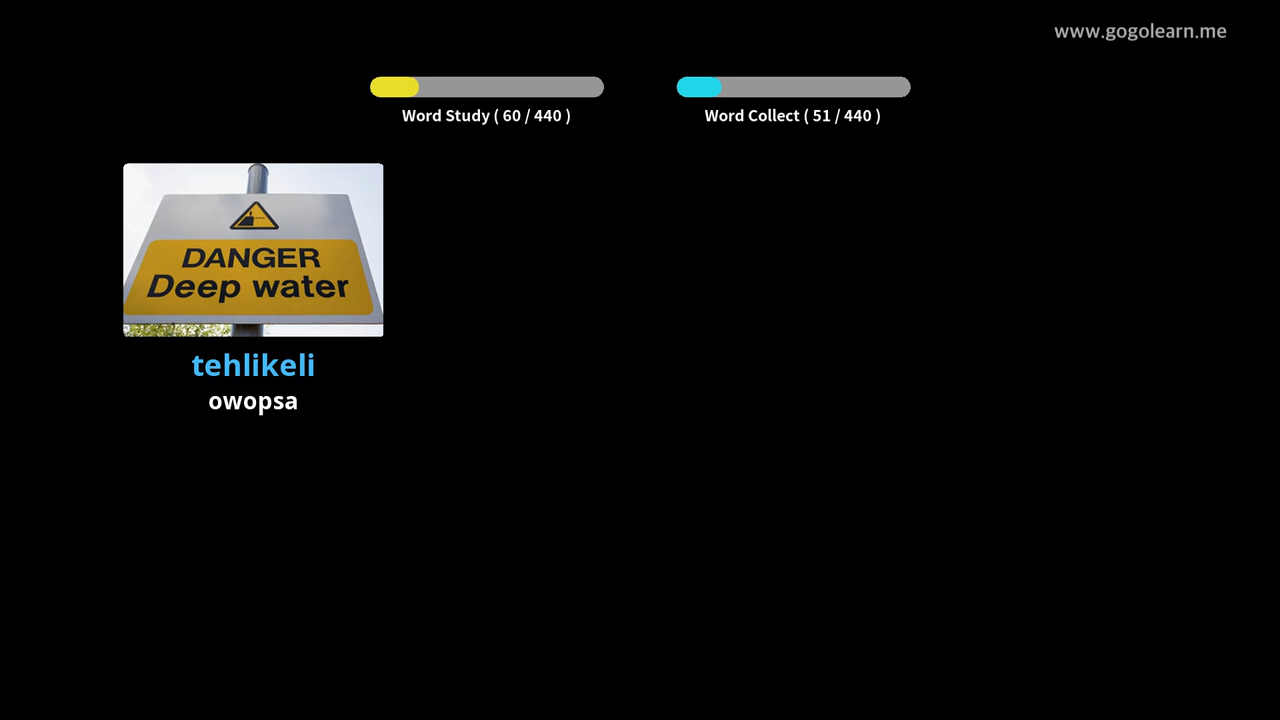 www.gogolearn.me
Word Study ( 60 / 440 )
Word Collect ( 51 / 440 )
DANGER
Deep water
tehlikeli
owopsa